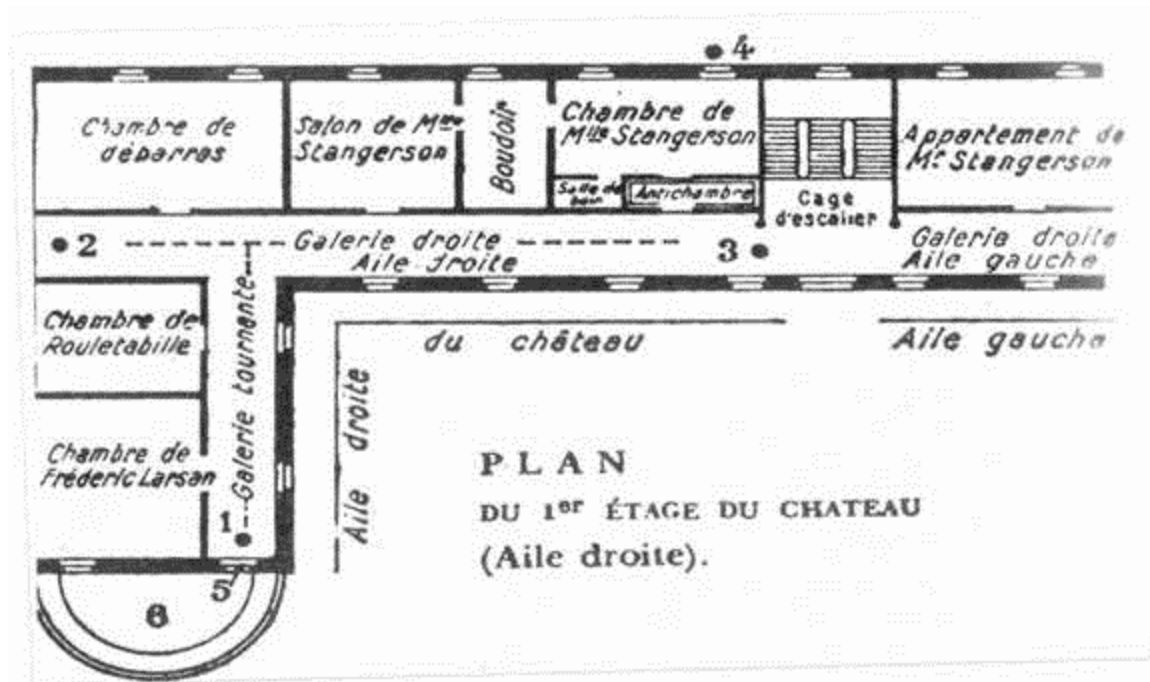 4
Chambre de
débarras
Salon de Mlle
Stangerson
Boudoir
Chambre de
Mlle Stangerson
Salle de
bain
Antichambre
Cage
d'escalier
Appartement de
Mr Stangerson
2
Galerie droite
Aile droite
3
Galerie droite
Aile gauche
Chambre de
Rouletabille
Galerie tournante
Chambre de
Fréderic Larsan
1
5
6
Aile droite
du château
Aile gauche
PLAN
DU 1er ÉTAGE DU CHATEAU
(Aile droite).